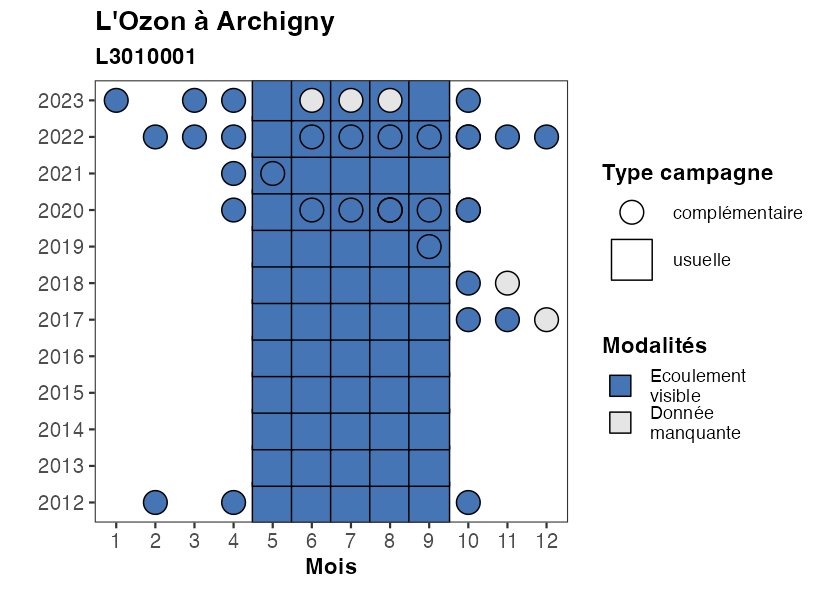 L'Ozon à Archigny
L3010001
2023
2022
2021
2020
2019
2018
2017
2016
2015
2014
2013
2012
1 2 3 4 5 6 7 8 9 10 11 12
Mois
Type campagne
complémentaire
usuelle
Modalités
Ecoulement
visible
Donnée
manquante